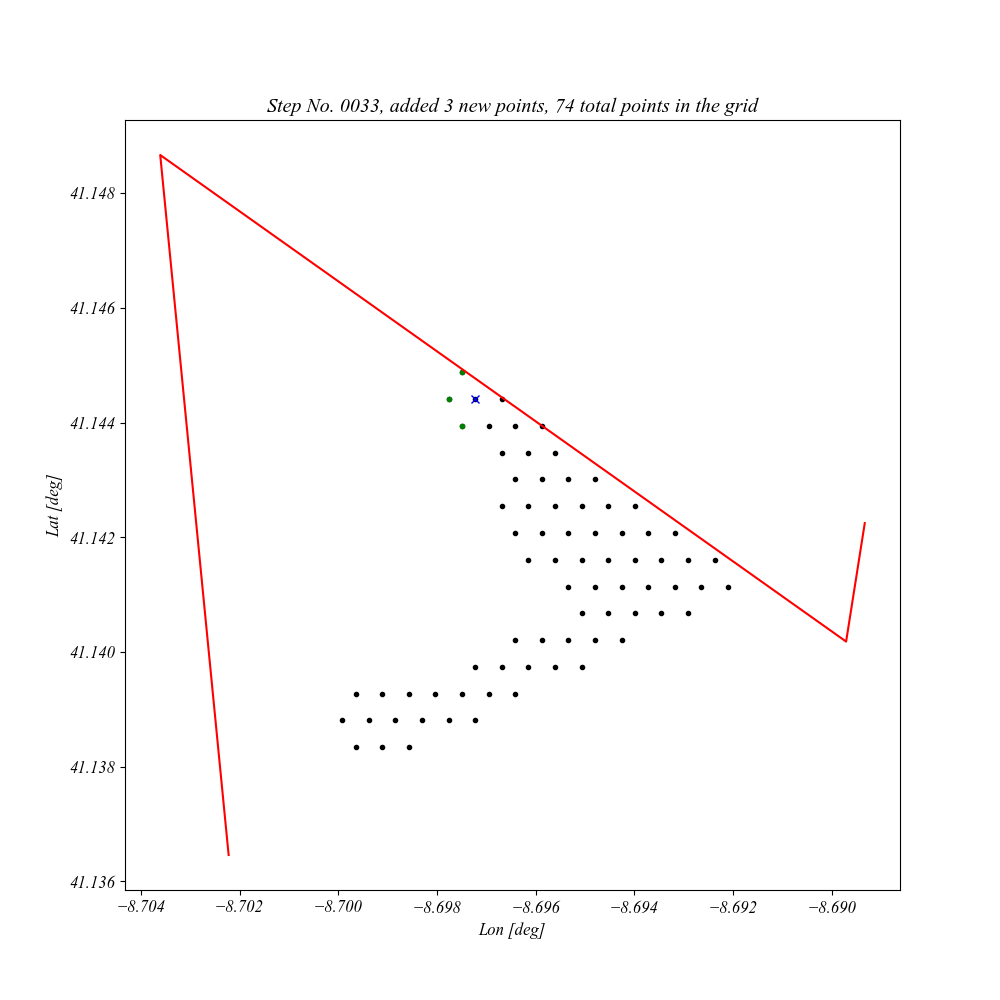 Step No. 0033, added 3 new points, 74 total points in the grid
41.148
41.146
41.144
41.142
41.140
41.138
41.136
Lat [deg]
−8.704 −8.702 −8.700 −8.698 −8.696 −8.694 −8.692 −8.690
Lon [deg]